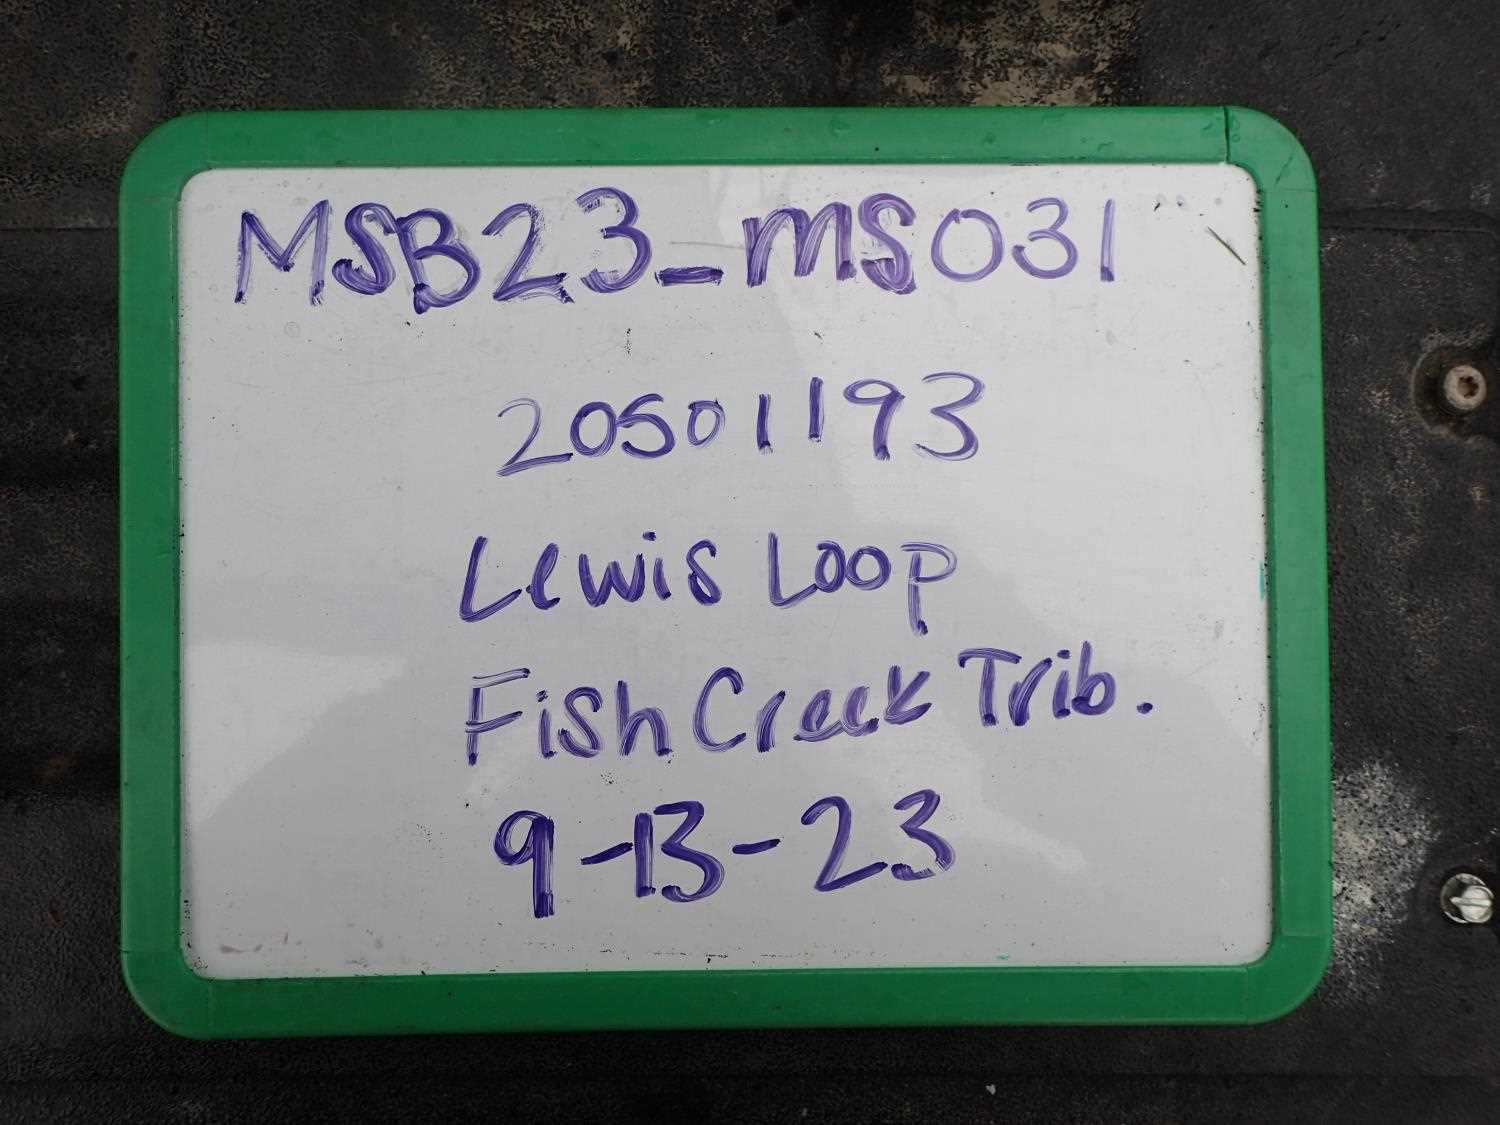 MSB23_MS031
20501193
Lewis Loop
Fish Creek Trib.
9-13-23